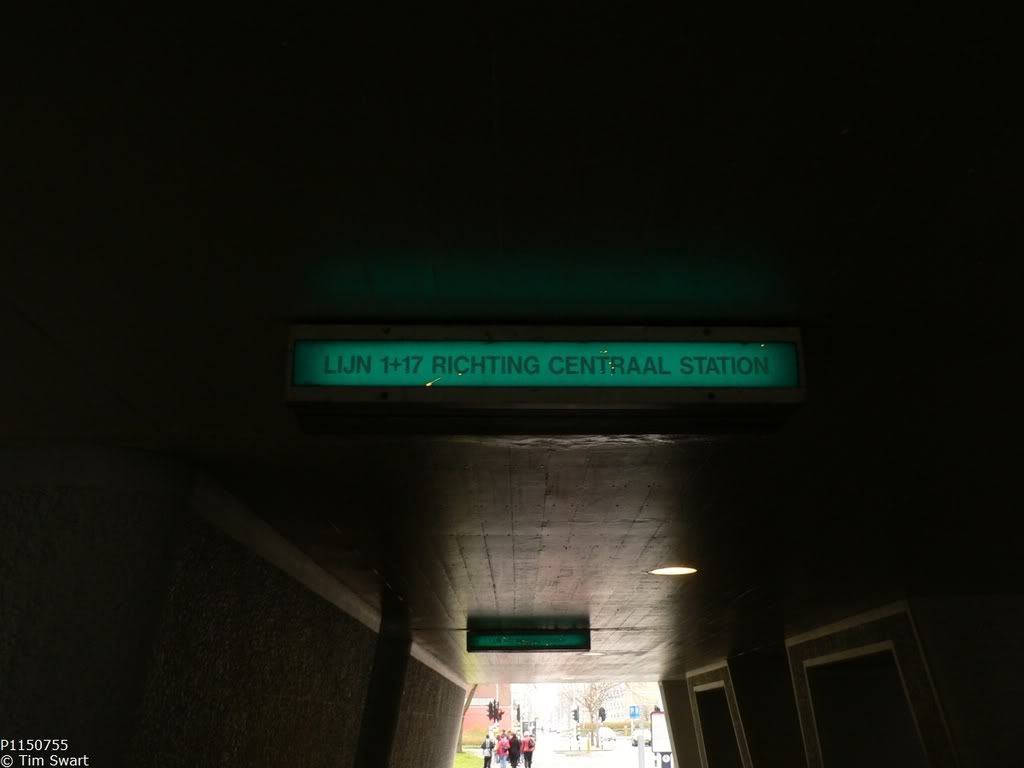 LIJN 1+17 RICHTING CENTRAAL STATION
P1150755
© Tim Swart